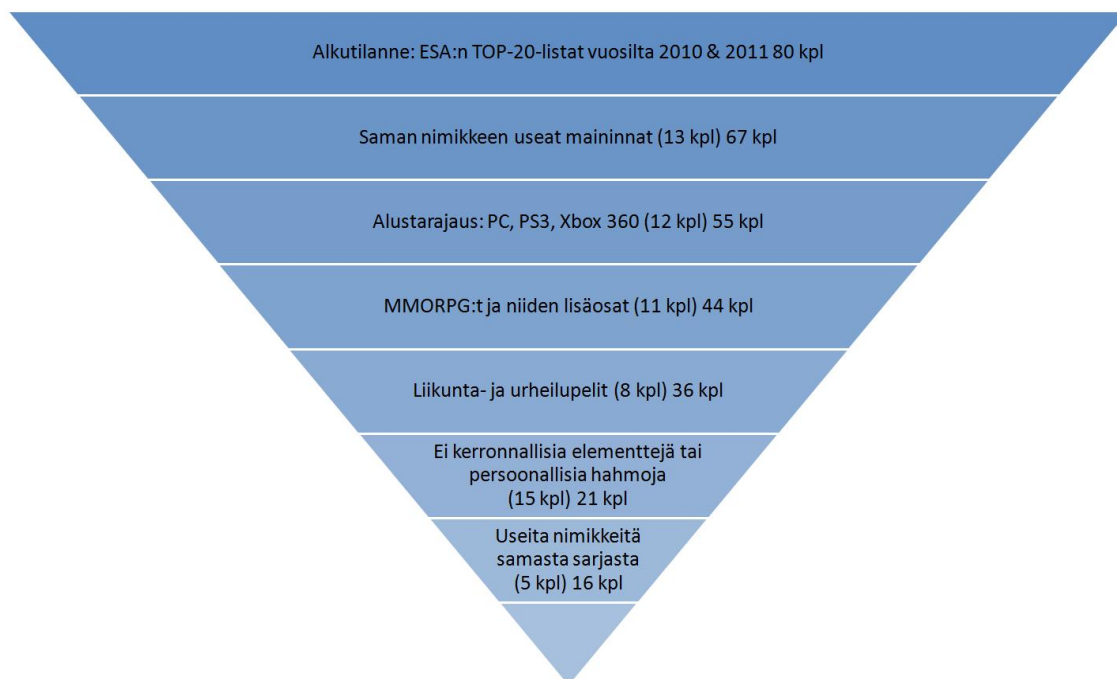 Alkutilanne: ESA:n TOP-20-listat vuosilta 2010 & 2011 80 kpl
Saman nimikkeen useat maininnat (13 kpl) 67 kpl
Alustarajaus: PC, PS3, Xbox 360 (12 kpl) 55 kpl
MMORPG:t ja niiden lisäosat (11 kpl) 44 kpl
Liikunta- ja urheilupelit (8 kpl) 36 kpl
Ei kerronnallisia elementtejä tai
persoonallisia hahmoja
(15 kpl) 21 kpl
Useita nimikkeitä
samasta sarjasta
(5 kpl) 16 kpl